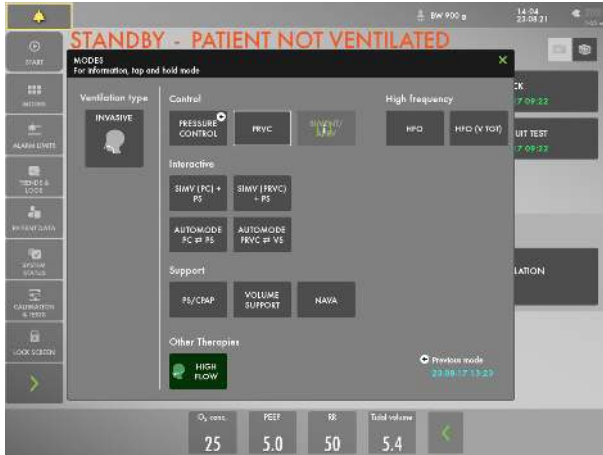 BW 900 g
14:04
23-08-21
STANDBY - PATIENT NOT VENTILATED
START
MODES
For information, tap and hold mode
ALARM LIMITS
TRENDS &
LOGS
PATIENT DATA
SYSTEM
STATUS
CALIBRATION
& TESTS
LOCK SCREEN
Ventilation type
INVASIVE
Control
PRESSURE
CONTROL
PRVC
High frequency
HFO
HFO (V TGT)
Interactive
SIMV (PC) +
PS
SIMV (PRVC)
+ PS
AUTOMODE
PC ⇄ PS
AUTOMODE
PRVC ⇄ VS
Support
PS/CPAP
VOLUME
SUPPORT
NAVA
Other Therapies
HIGH
FLOW
Previous mode
23-08-17 13:23
CK
17 09:22
UIT TEST
17 09:22
LATION
O₂ conc.
25
PEEP
5.0
RR
50
Tidal volume
5.4